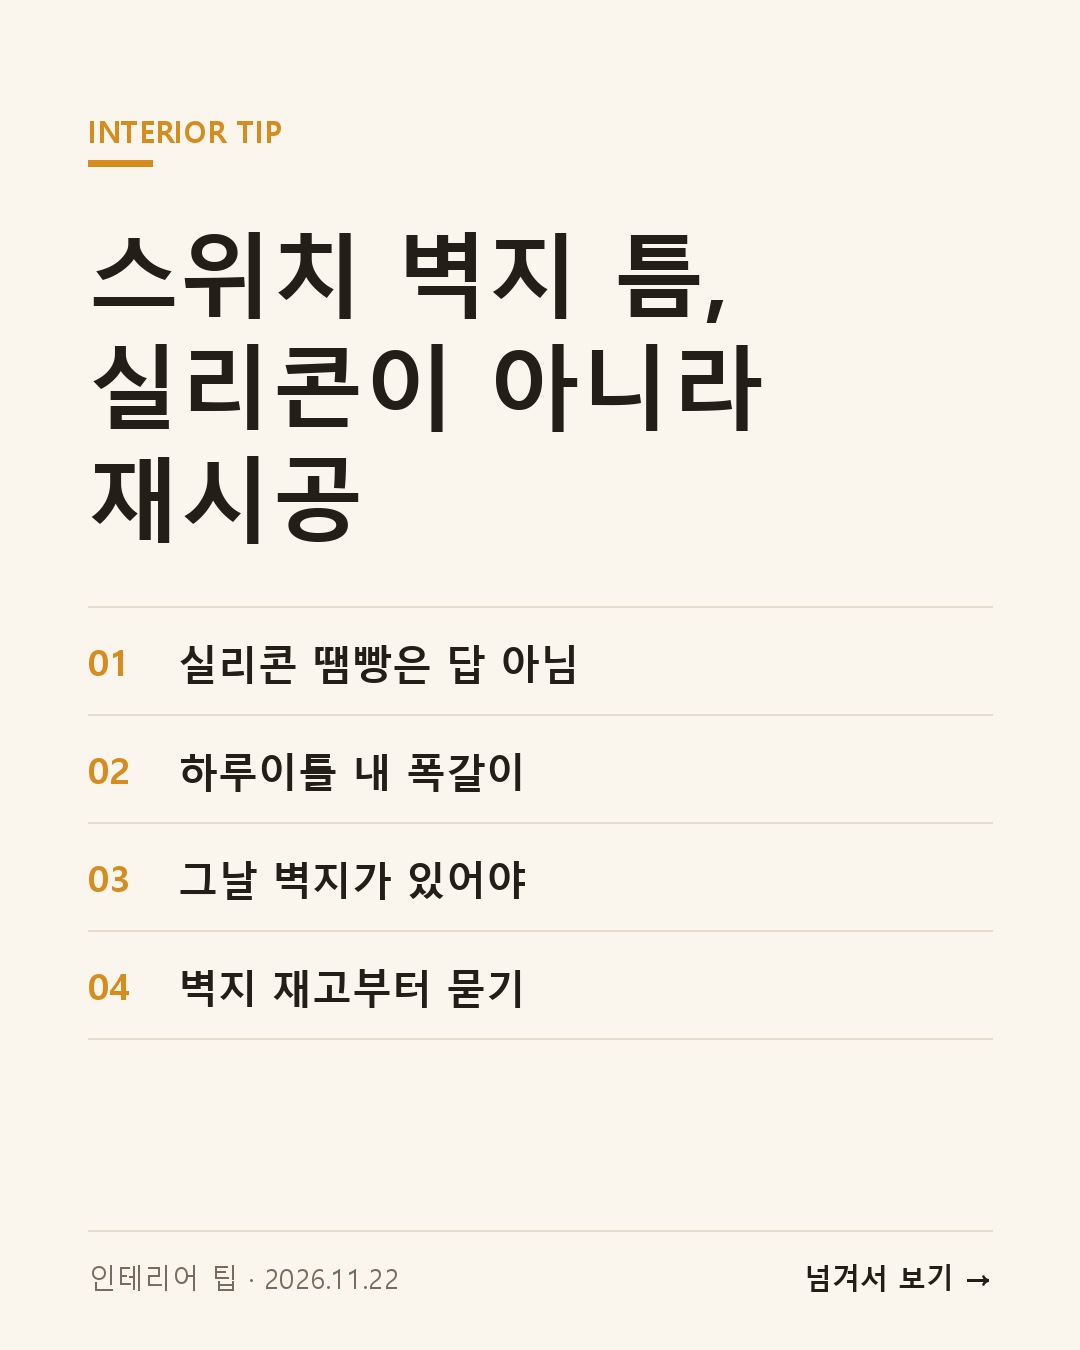 INTERIOR TIP
스위치 벽지 틈,
실리콘이 아니라
재시공
01 실리콘 땜빵은 답 아님
02 하루이틀 내 폭갈이
03 그날 벽지가 있어야
04 벽지 재고부터 묻기
인테리어 팁 · 2026.11.22
넘겨서 보기 →